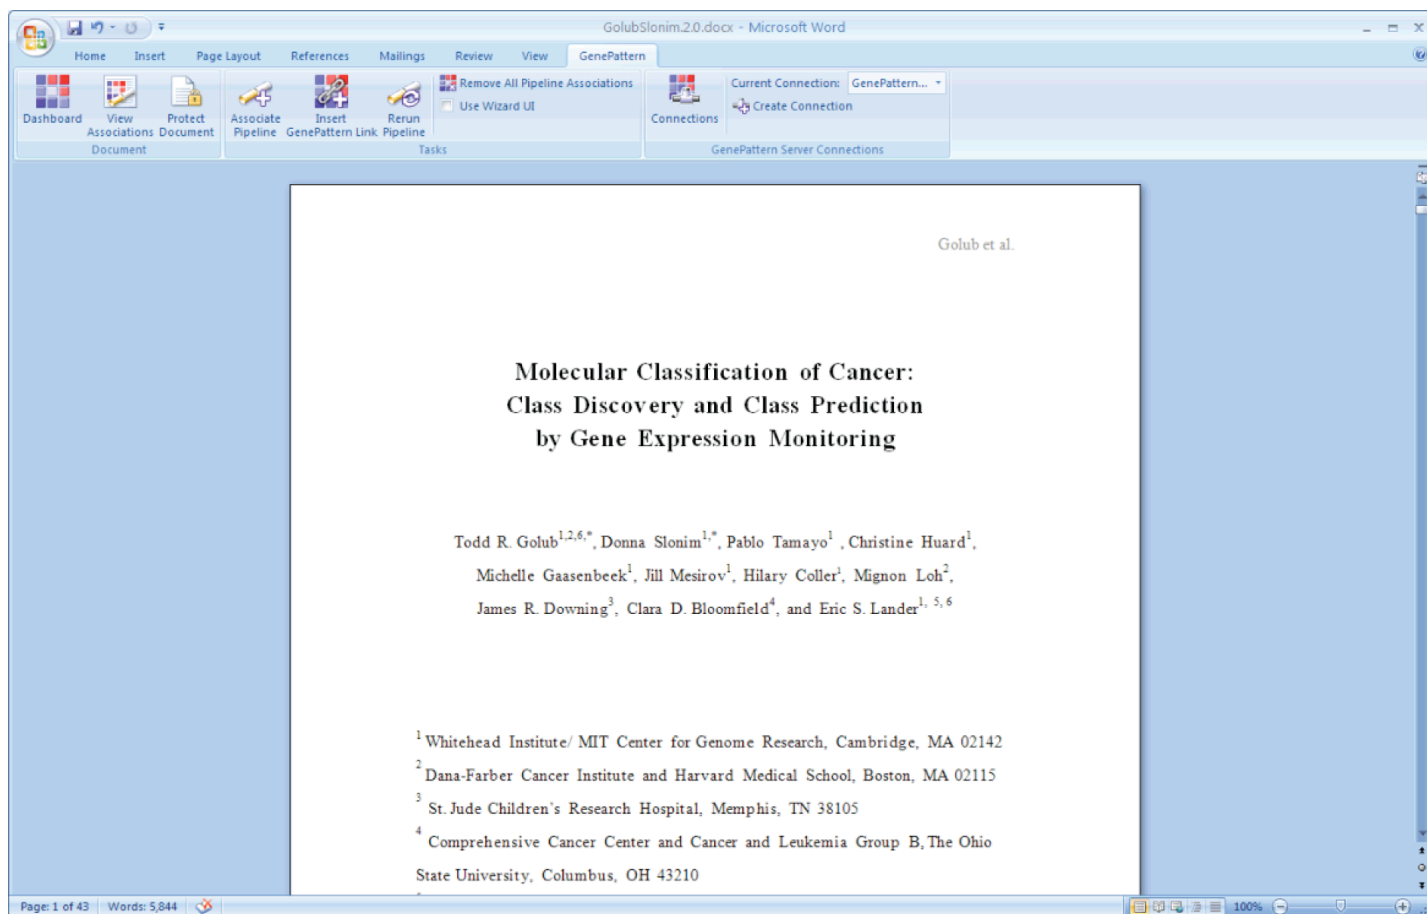 GolubSlonim.2.0.docx - Microsoft Word
Home Insert Page Layout References Mailings Review View GenePattern
Dashboard
View Associations
Protect Document
Document
Associate Pipeline
Insert GenePattern Link
Rerun Pipeline
Remove All Pipeline Associations
Use Wizard UI
Tasks
Connections
Current Connection: GenePattern...
Create Connection
GenePattern Server Connections
Golub et al.
Molecular Classification of Cancer:
Class Discovery and Class Prediction
by Gene Expression Monitoring
Todd R. Golub1,2,6,*, Donna Slonim1,*, Pablo Tamayo1 , Christine Huard1,
Michelle Gaasenbeek1, Jill Mesirov1, Hilary Coller1, Mignon Loh2,
James R. Downing3, Clara D. Bloomfield4, and Eric S. Lander1, 5, 6
1 Whitehead Institute/ MIT Center for Genome Research, Cambridge, MA 02142
2 Dana-Farber Cancer Institute and Harvard Medical School, Boston, MA 02115
3 St. Jude Children's Research Hospital, Memphis, TN 38105
4 Comprehensive Cancer Center and Cancer and Leukemia Group B, The Ohio
State University, Columbus, OH 43210
Page: 1 of 43 Words: 5,844 100%